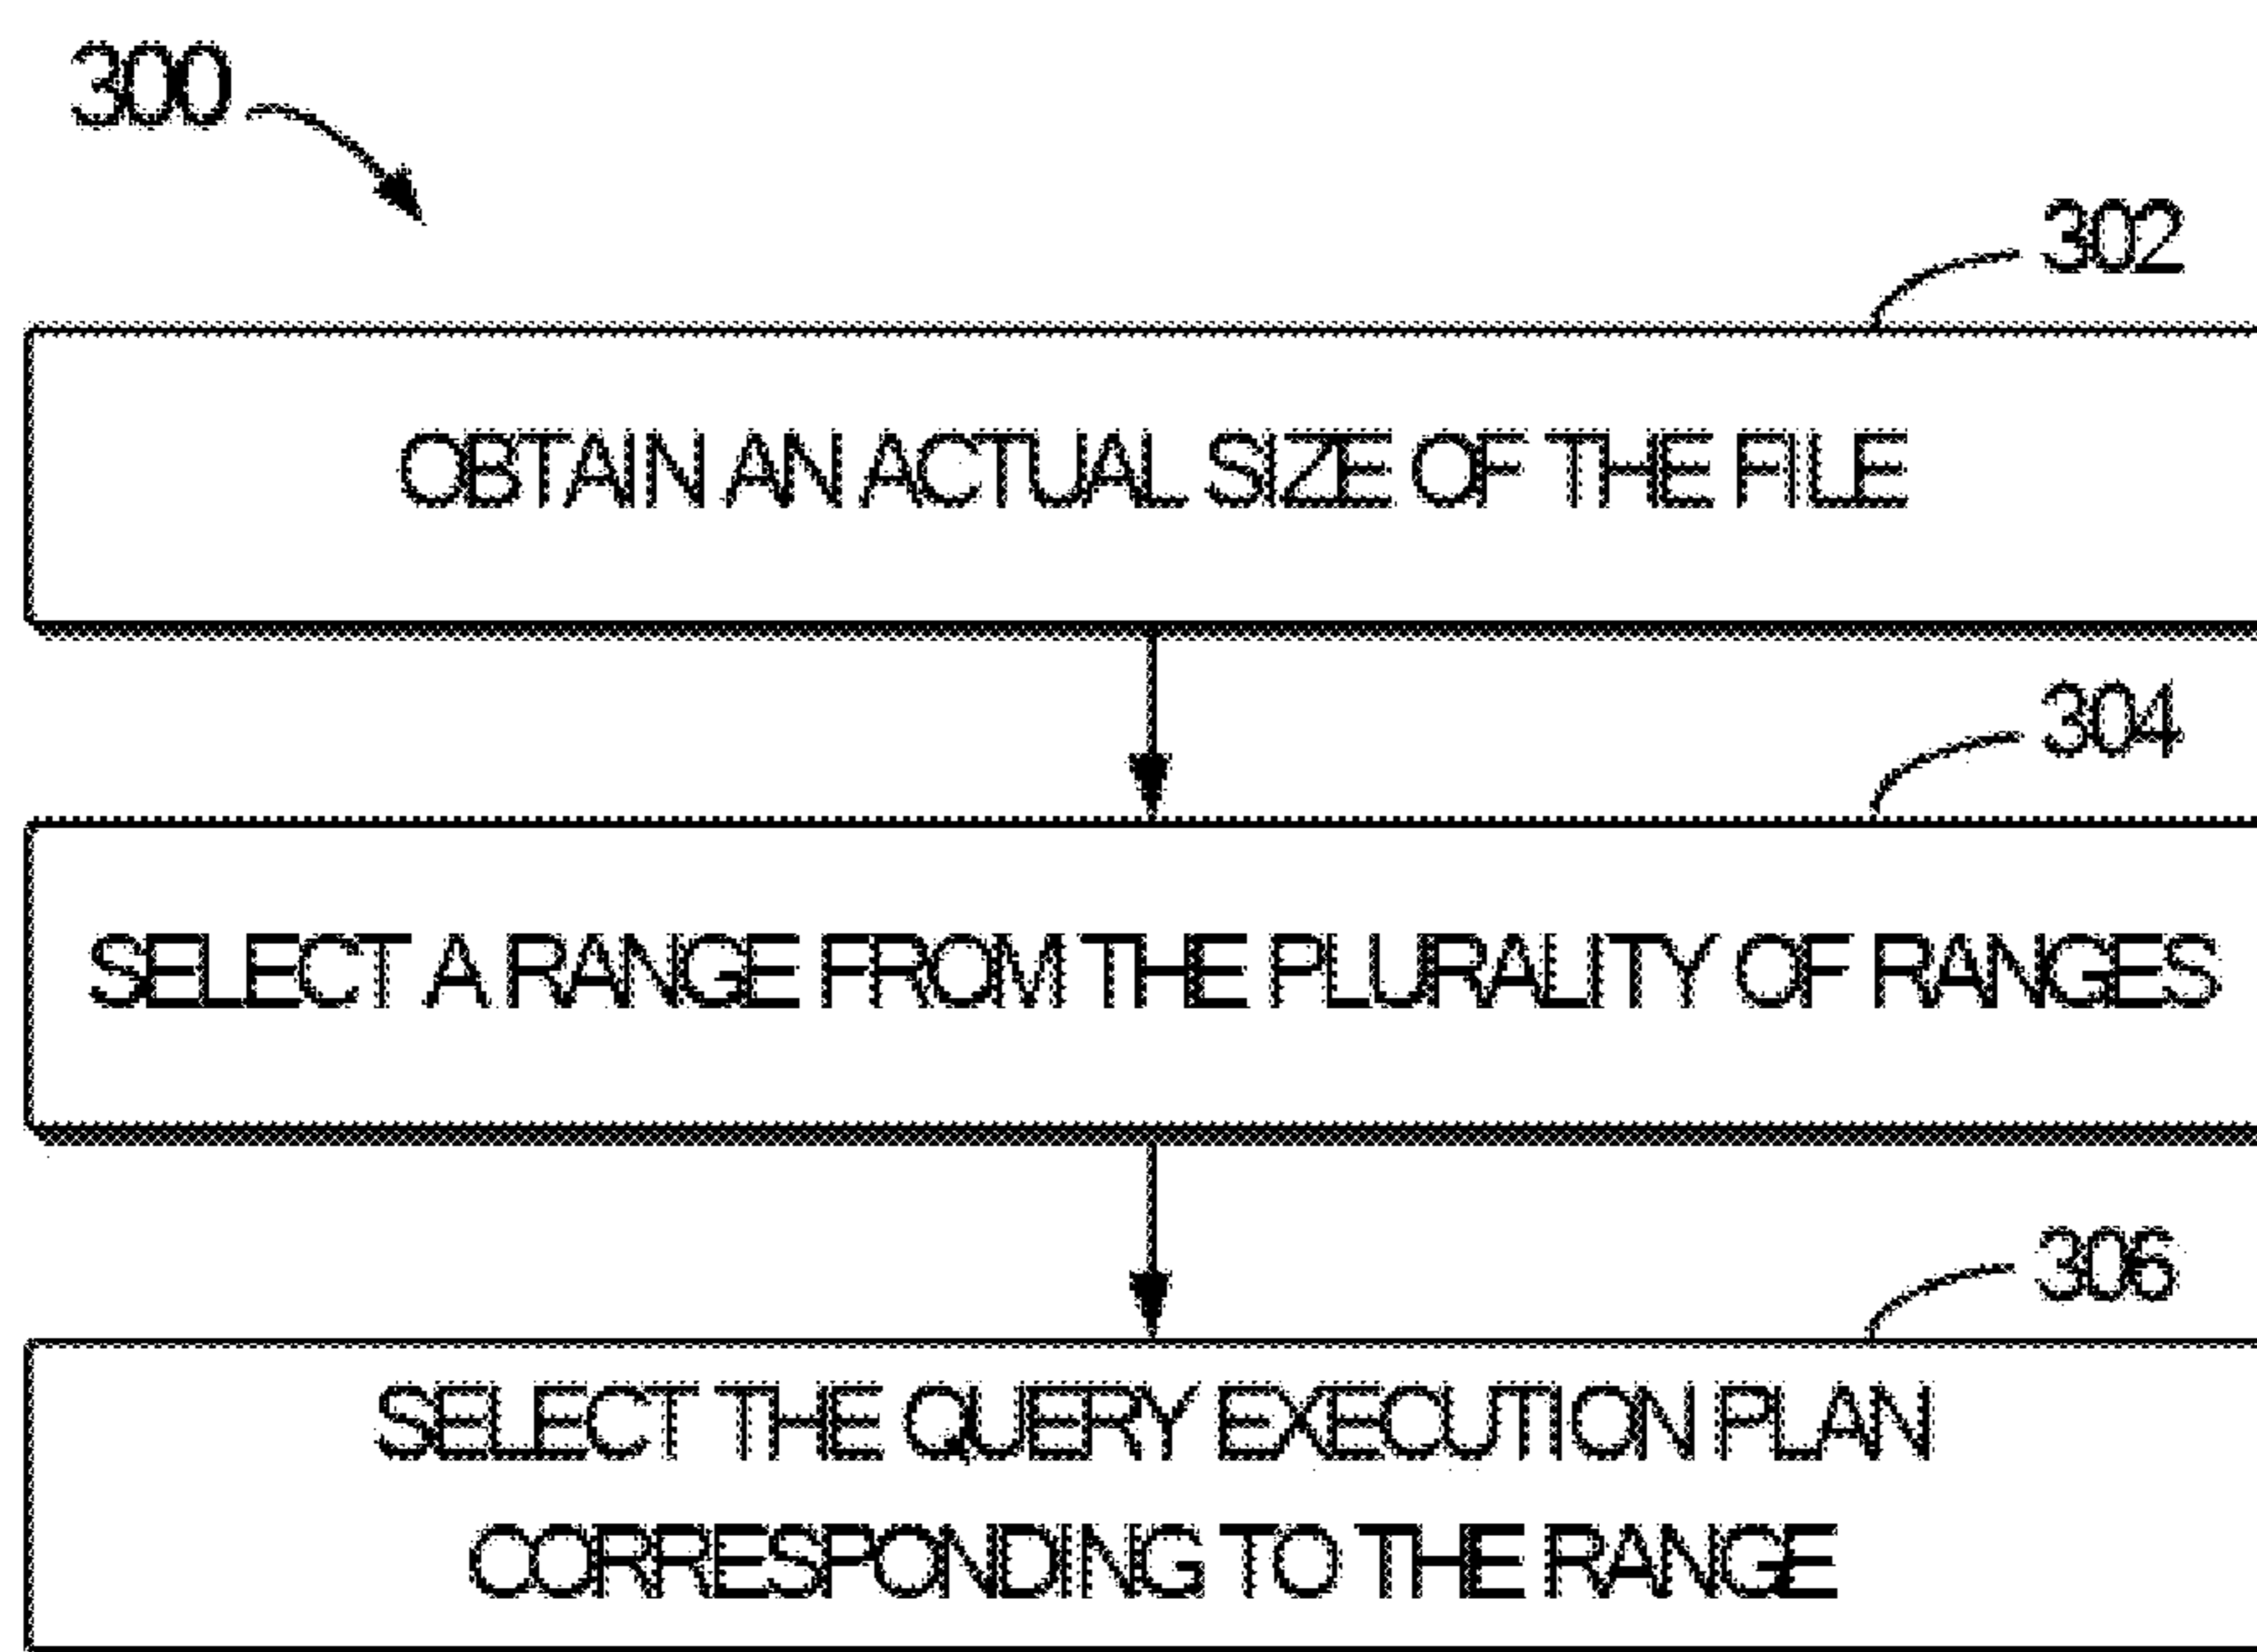 300
302
OBTAIN AN ACTUAL SIZE OF THE FILE
304
SELECT A RANGE FROM THE PLURALITY OF RANGES
306
SELECT THE QUERY EXECUTION PLAN
CORRESPONDING TO THE RANGE